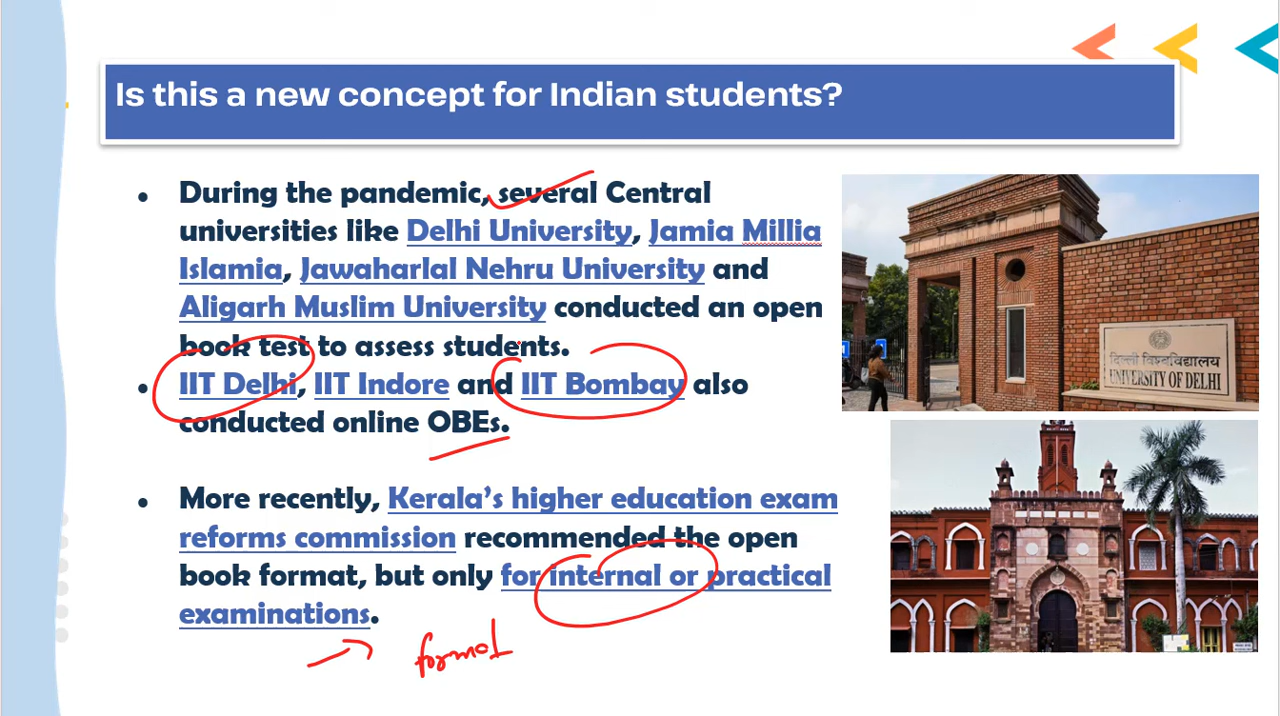 Is this a new concept for Indian students?
• During the pandemic, several Central
universities like Delhi University, Jamia Millia
Islamia, Jawaharlal Nehru University and
Aligarh Muslim University conducted an open
book test to assess students.
• IIT Delhi, IIT Indore and IIT Bombay also
conducted online OBEs.
• More recently, Kerala’s higher education exam
reforms commission recommended the open
book format, but only for internal or practical
examinations.
formal
दिल्ली विश्वविद्यालय
UNIVERSITY OF DELHI